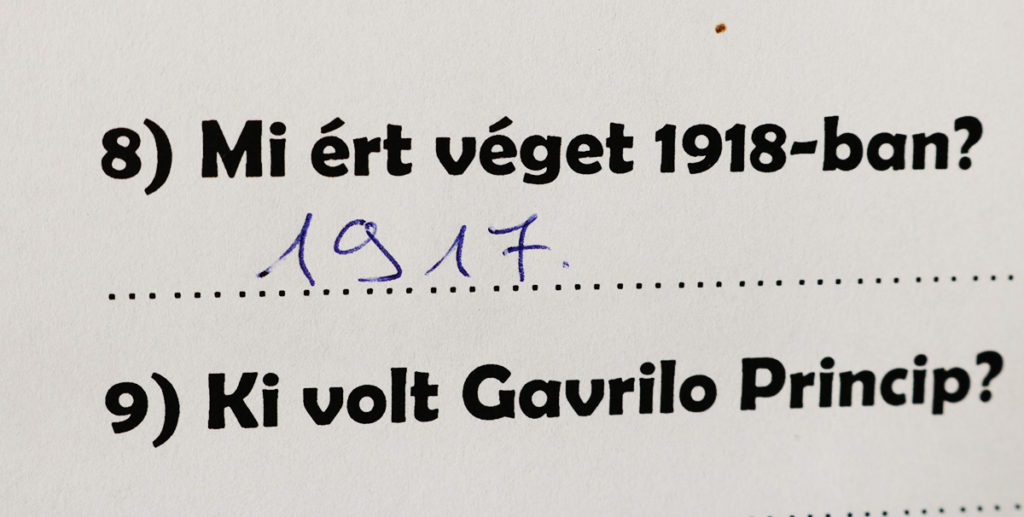 8) Mi ért véget 1918-ban?
1917.
9) Ki volt Gavrilo Princip?